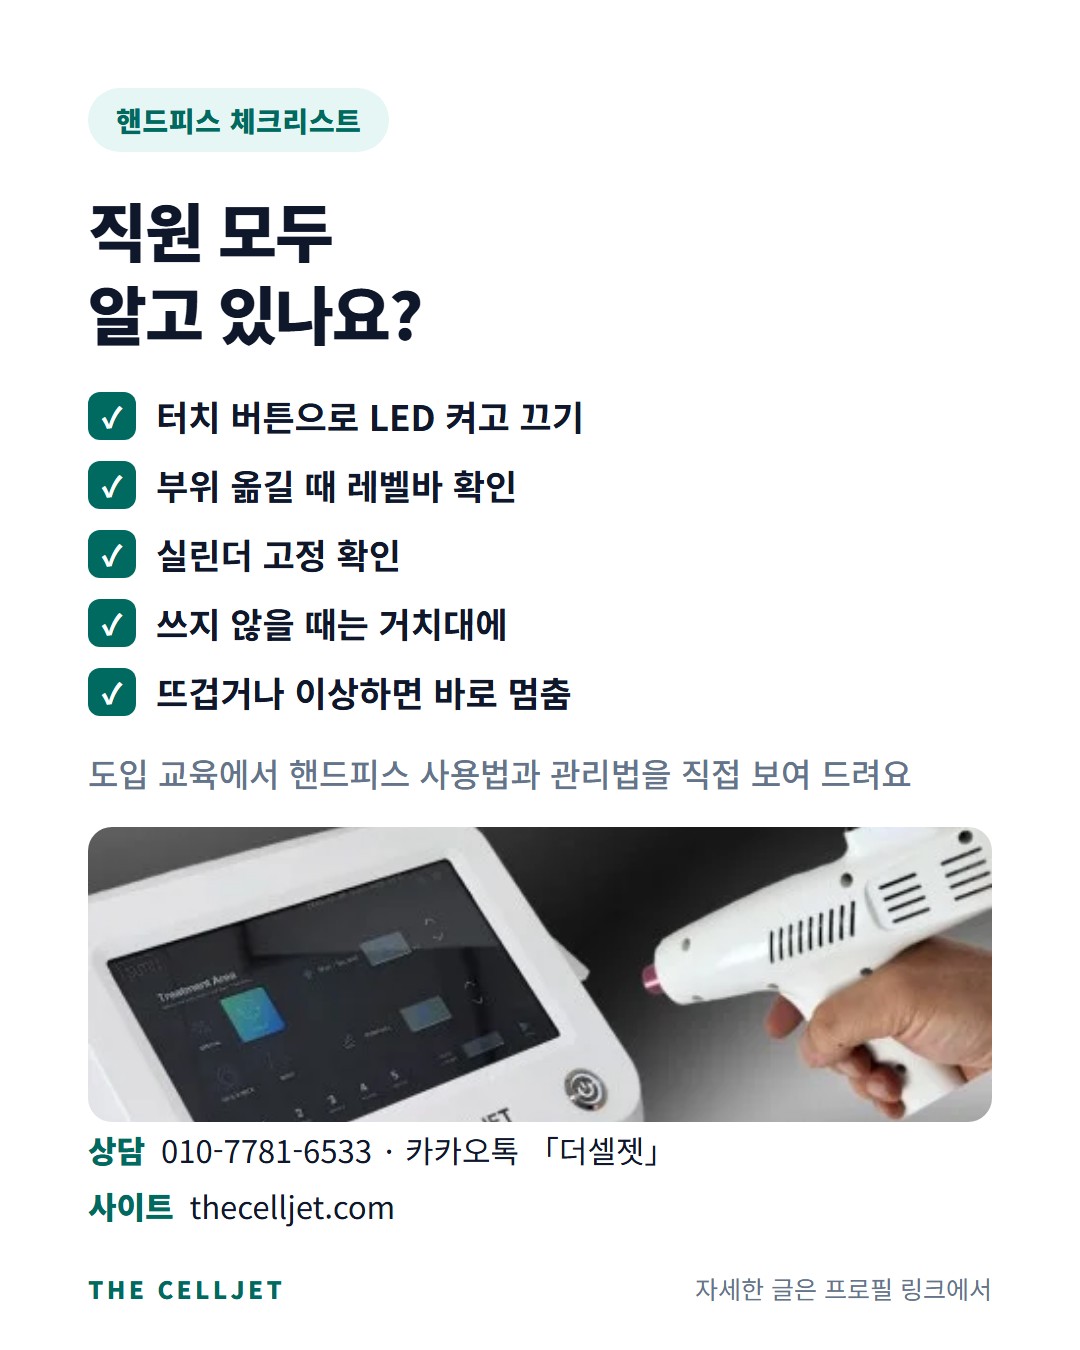 핸드피스 체크리스트
직원 모두
알고 있나요?
터치 버튼으로 LED 켜고 끄기
부위 옮길 때 레벨바 확인
실린더 고정 확인
쓰지 않을 때는 거치대에
뜨겁거나 이상하면 바로 멈춤
도입 교육에서 핸드피스 사용법과 관리법을 직접 보여 드려요
Treatment Area
2 3 4 5
JET
상담 010-7781-6533 · 카카오톡 「더셀젯」
사이트 thecelljet.com
THE CELLJET
자세한 글은 프로필 링크에서